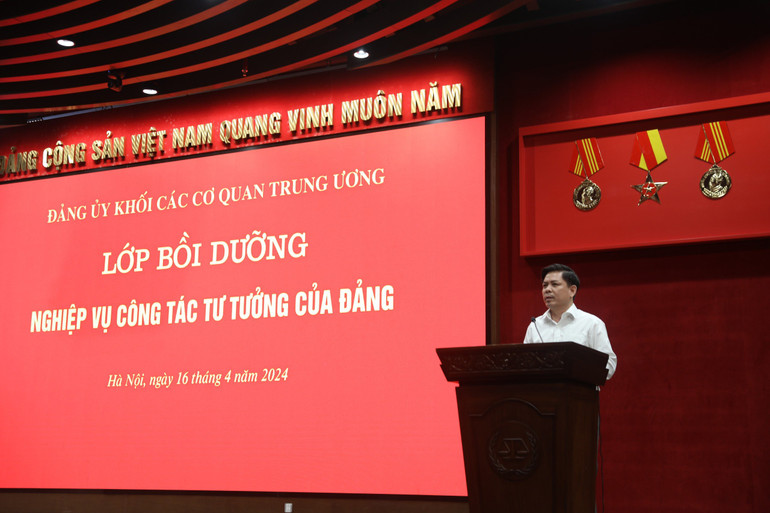 ĐẢNG CỘNG SẢN VIỆT NAM QUANG VINH MUÔN NĂM
ĐẢNG ỦY KHỐI CÁC CƠ QUAN TRUNG ƯƠNG
LỚP BỒI DƯỠNG
NGHIỆP VỤ CÔNG TÁC TƯ TƯỞNG CỦA ĐẢNG
Hà Nội, ngày 16 tháng 4 năm 2024